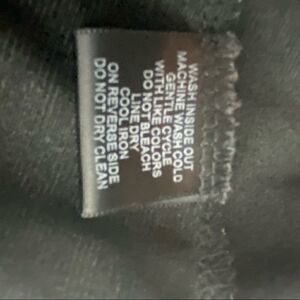 WASH INSIDE OUT
MACHINE WASH COLD
GENTLE CYCLE
WITH LIKE COLORS
DO NOT BLEACH
LINE DRY
COOL IRON
ON REVERSE SIDE
DO NOT DRY CLEAN